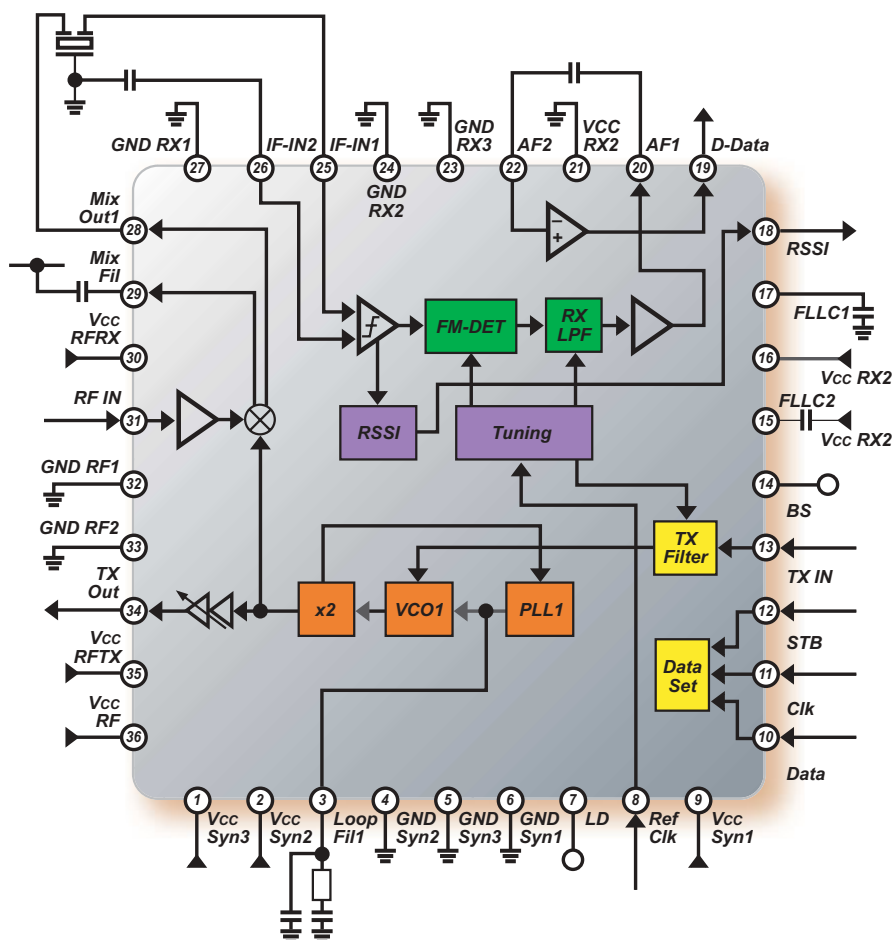 GND RX1
27
IF-IN2
26
IF-IN1
25
24
GND
RX2
GND
RX3
23
AF2
22
VCC
RX2
21
AF1
20
D-Data
19
Mix
Out1
28
Mix
Fil
29
Vcc
RFRX
30
RF IN
31
GND RF1
32
GND RF2
33
TX
Out
34
Vcc
RFTX
35
Vcc
RF
36
−
+
FM-DET
RX
LPF
RSSI
Tuning
TX
Filter
x2
VCO1
PLL1
Data
Set
18
RSSI
17
FLLC1
16
Vcc RX2
FLLC2
15
Vcc RX2
14
BS
13
TX IN
12
STB
11
Clk
10
Data
1
Vcc
Syn3
2
Vcc
Syn2
3
Loop
Fil1
4
GND
Syn2
5
GND
Syn3
6
GND
Syn1
7
LD
8
Ref
Clk
9
Vcc
Syn1